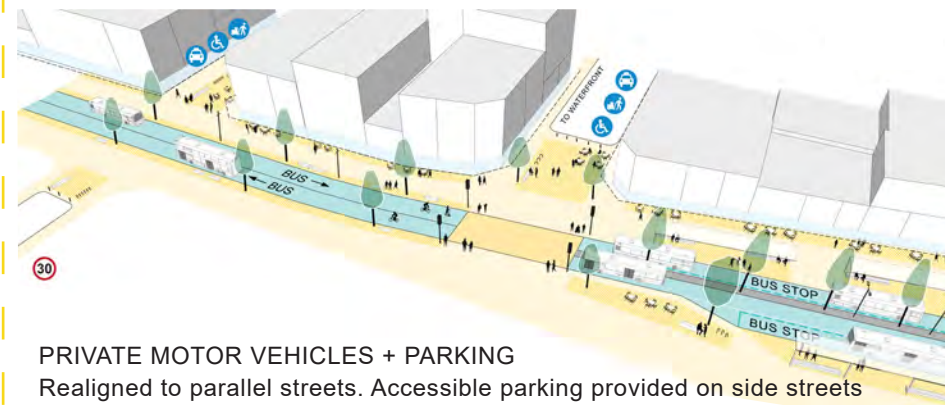 TO WATERFRONT
BUS
BUS
30
BUS STOP
BUS STOP
PRIVATE MOTOR VEHICLES + PARKING
Realigned to parallel streets. Accessible parking provided on side streets